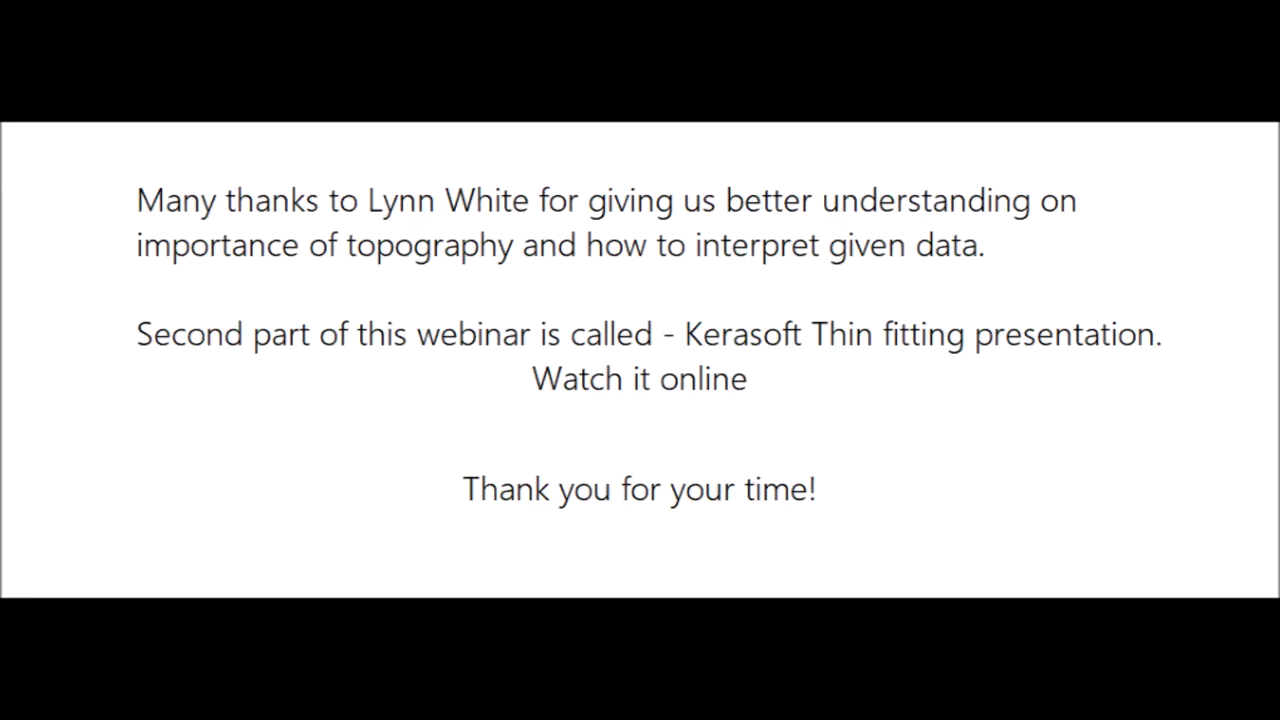 Many thanks to Lynn White for giving us better understanding on
importance of topography and how to interpret given data.
Second part of this webinar is called - Kerasoft Thin fitting presentation.
Watch it online
Thank you for your time!